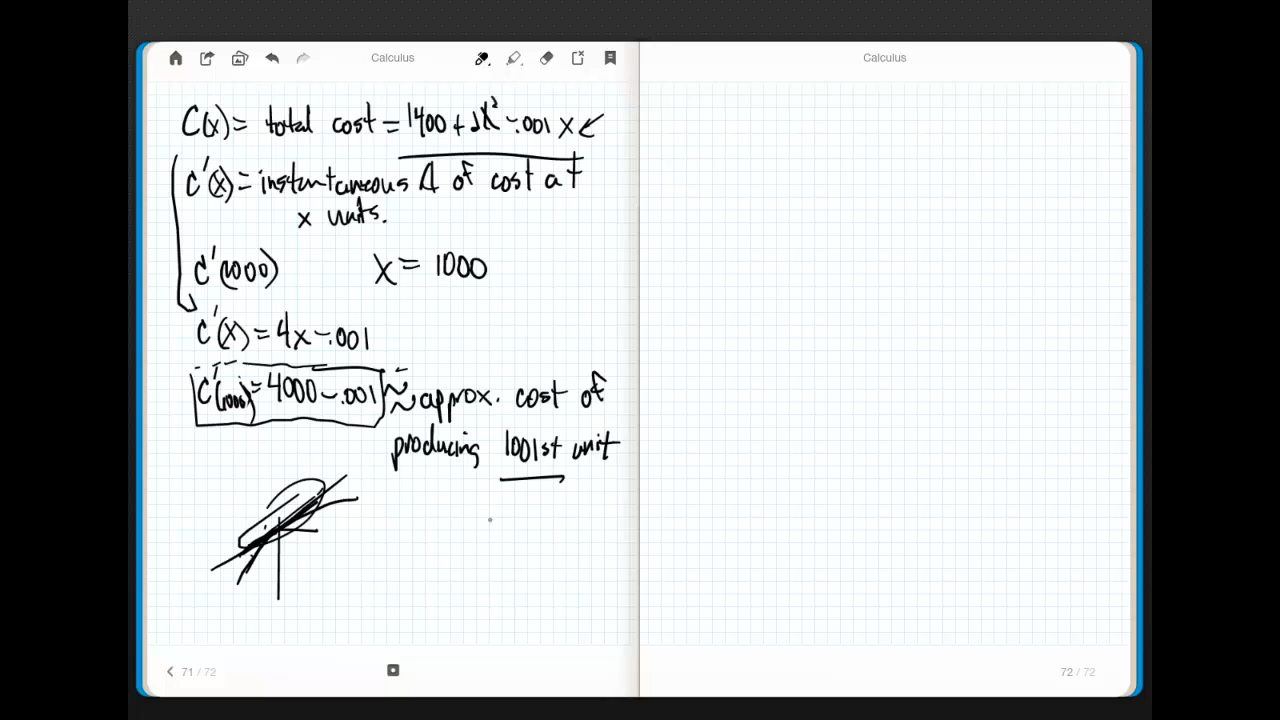 Calculus
C(x) = total cost = 1400 + 2x² - .001 x
C'(x) = instantaneous Δ of cost at
x units.
C'(1000) x = 1000
C'(x) = 4x - .001
C'(1000) = 4000 - .001 ≈ approx. cost of
producing 1001st unit
71 / 72
Calculus
72 / 72